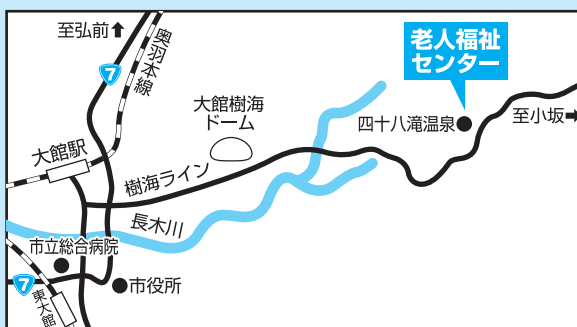 至弘前
7
奥羽本線
老人福祉
センター
大館樹海
ドーム
四十八滝温泉
至小坂
大館駅
樹海ライン
長木川
市立総合病院
7
市役所
東大館